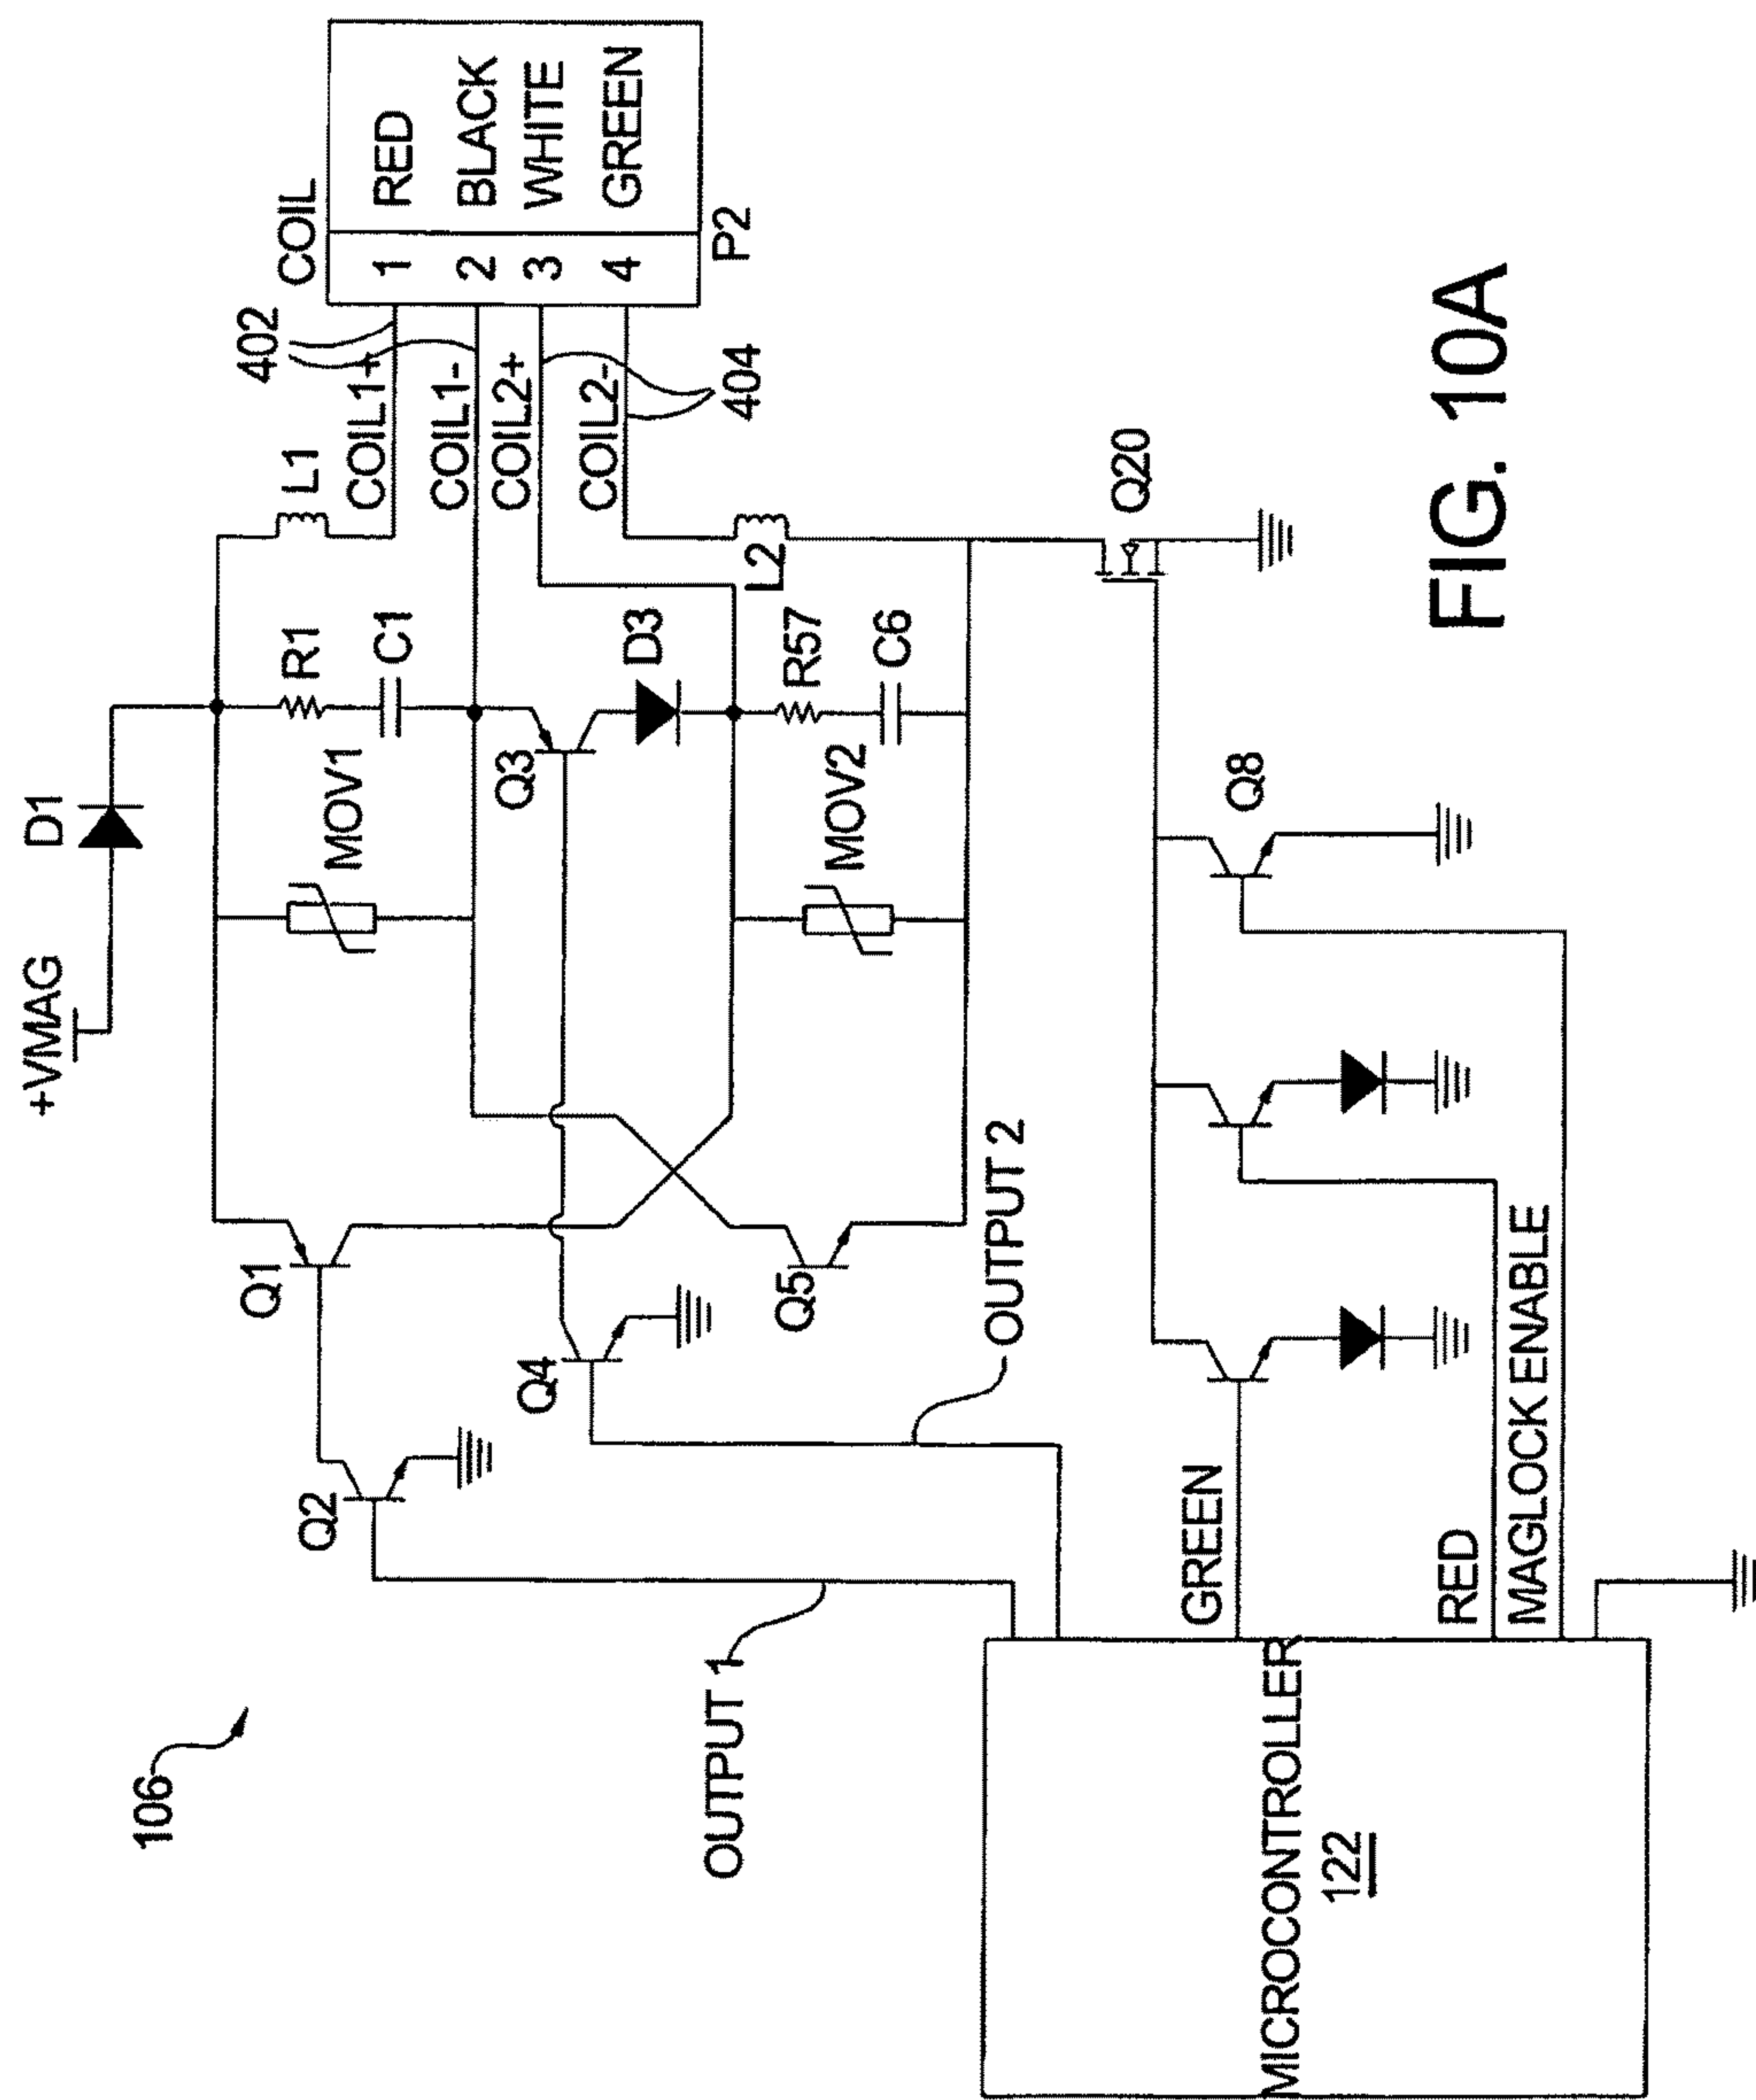 106
+VMAG
D1
COIL
402
L1
COIL1+
COIL1-
COIL2+
COIL2-
404
1 RED
2 BLACK
3 WHITE
4 GREEN
P2
R1
C1
MOV1
Q1
Q2
Q3
D3
Q4
MOV2
R57
C6
L2
Q5
OUTPUT 1
OUTPUT 2
Q20
Q8
MICROCONTROLLER
122
GREEN
RED
MAGLOCK ENABLE
FIG. 10A